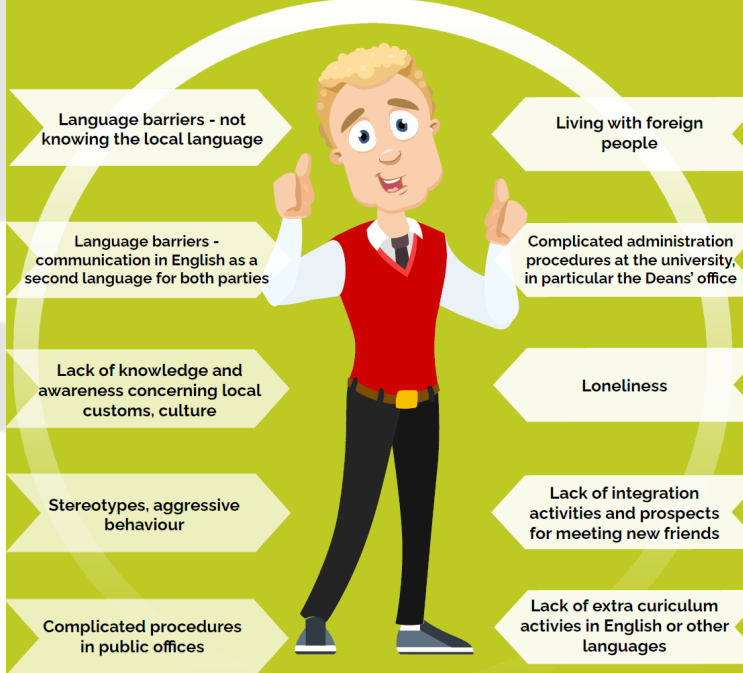 Language barriers - not
knowing the local language
Language barriers -
communication in English as a
second language for both parties
Lack of knowledge and
awareness concerning local
customs, culture
Stereotypes, aggressive
behaviour
Complicated procedures
in public offices
Living with foreign
people
Complicated administration
procedures at the university,
in particular the Deans' office
Loneliness
Lack of integration
activities and prospects
for meeting new friends
Lack of extra curiculum
activies in English or other
languages